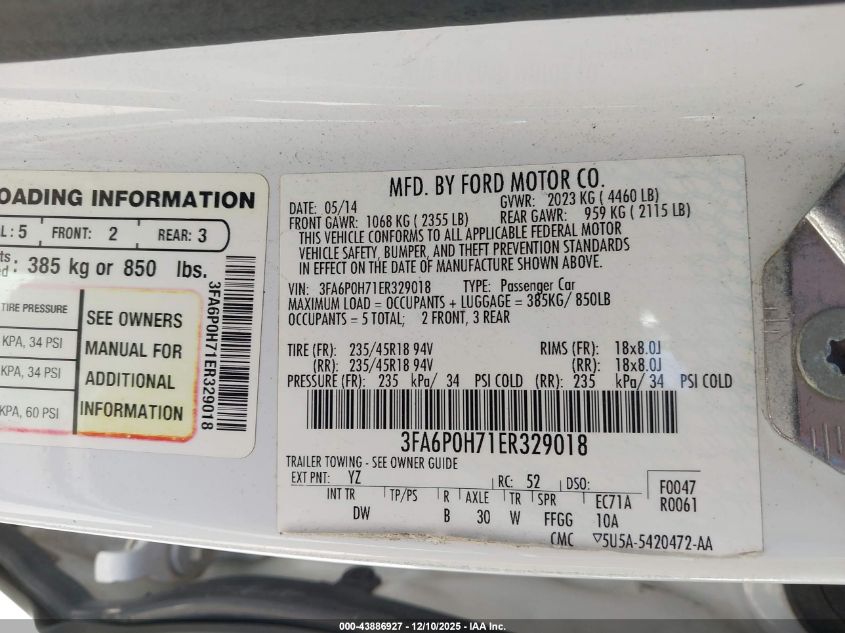 OADING INFORMATION
L: 5 FRONT: 2 REAR: 3
385 kg or 850 lbs.
TIRE PRESSURE
KPA, 34 PSI
KPA, 34 PSI
KPA, 60 PSI
SEE OWNERS
MANUAL FOR
ADDITIONAL
INFORMATION
3FA6P0H71ER329018
MFD. BY FORD MOTOR CO.
DATE: 05/14 GVWR: 2023 KG ( 4460 LB)
FRONT GAWR: 1068 KG ( 2355 LB) REAR GAWR: 959 KG ( 2115 LB)
THIS VEHICLE CONFORMS TO ALL APPLICABLE FEDERAL MOTOR
VEHICLE SAFETY, BUMPER, AND THEFT PREVENTION STANDARDS
IN EFFECT ON THE DATE OF MANUFACTURE SHOWN ABOVE.
VIN: 3FA6P0H71ER329018 TYPE: Passenger Car
MAXIMUM LOAD = OCCUPANTS + LUGGAGE = 385KG/ 850LB
OCCUPANTS = 5 TOTAL; 2 FRONT, 3 REAR
TIRE (FR): 235/45R18 94V RIMS (FR): 18x8.0J
(RR): 235/45R18 94V (RR): 18x8.0J
PRESSURE (FR): 235 kPa/ 34 PSI COLD (RR): 235 kPa/ 34 PSI COLD
3FA6P0H71ER329018
TRAILER TOWING - SEE OWNER GUIDE
EXT PNT: YZ RC: 52 DSO: F0047
INT TR TP/PS R AXLE TR SPR EC71A R0061
DW B 30 W FFGG 10A
CMC ▽5U5A-5420472-AA
000-43886927 - 12/10/2025 - IAA Inc.